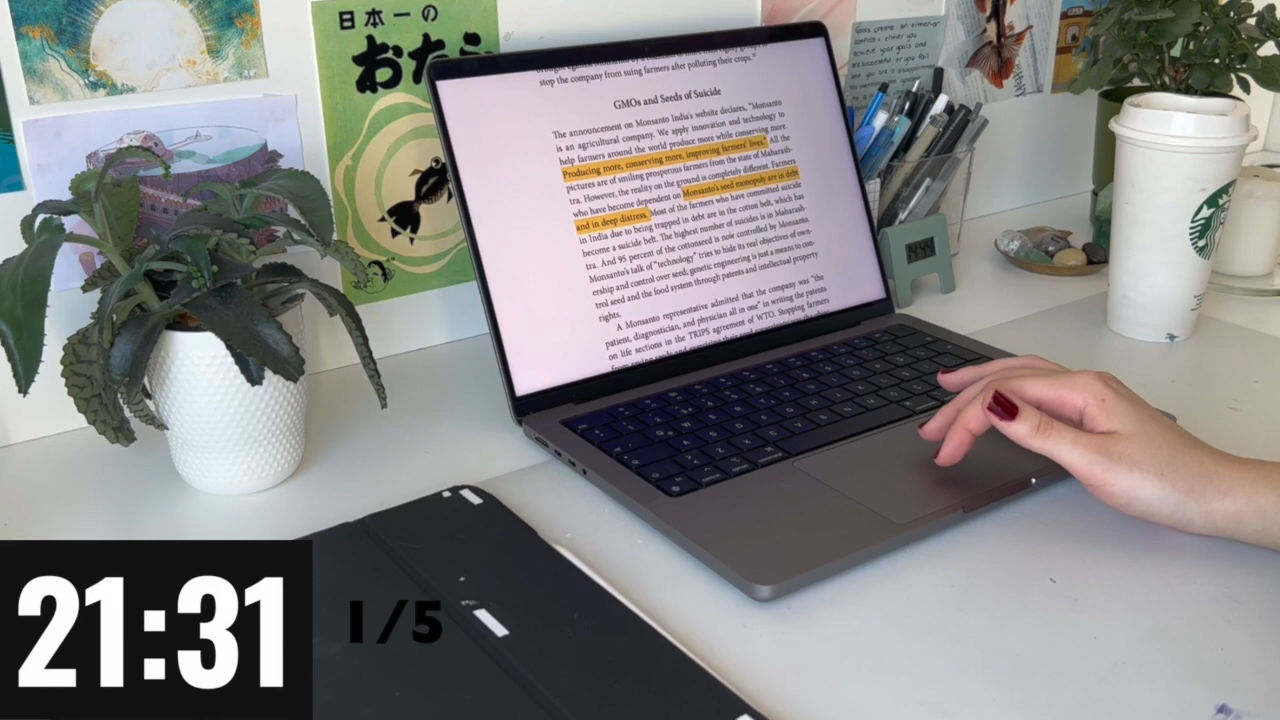 日本一の
おたら
stop the company from suing farmers after polluting their crops."
GMOs and Seeds of Suicide
The announcement on Monsanto India's website declares, "Monsanto
is an agricultural company. We apply innovation and technology to
help farmers around the world produce more while conserving more.
Producing more, conserving more, improving farmers' lives." All the
pictures are of smiling prosperous farmers from the state of Maharash-
tra. However, the reality on the ground is completely different. Farmers
who have become dependent on Monsanto's seed monopoly are in debt
and in deep distress. Most of the farmers who have committed suicide
in India due to being trapped in debt are in the cotton belt, which has
become a suicide belt. The highest number of suicides is in Maharash-
tra. And 95 percent of the cottonseed is now controlled by Monsanto.
Monsanto's talk of "technology" tries to hide its real objectives of own-
ership and control over seed; genetic engineering is just a means to con-
trol seed and the food system through patents and intellectual property
rights.
A Monsanto representative admitted that the company was "the
patient, diagnostician, and physician all in one" in writing the patents
on life sections in the TRIPS agreement of WTO. Stopping farmers
21:31
1/5